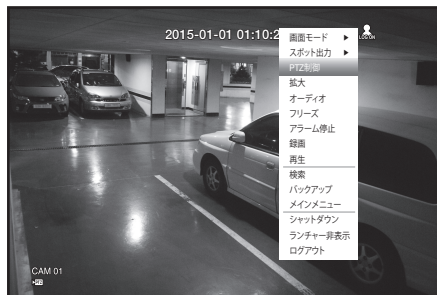 2015-01-01 01:10:2
LOG ON
画面モード ▶
スポット出力 ▶
PTZ制御
拡大
オーディオ
フリーズ
アラーム停止
録画
再生
検索
バックアップ
メインメニュー
シャットダウン
ランチャー非表示
ログアウト
CAM 01